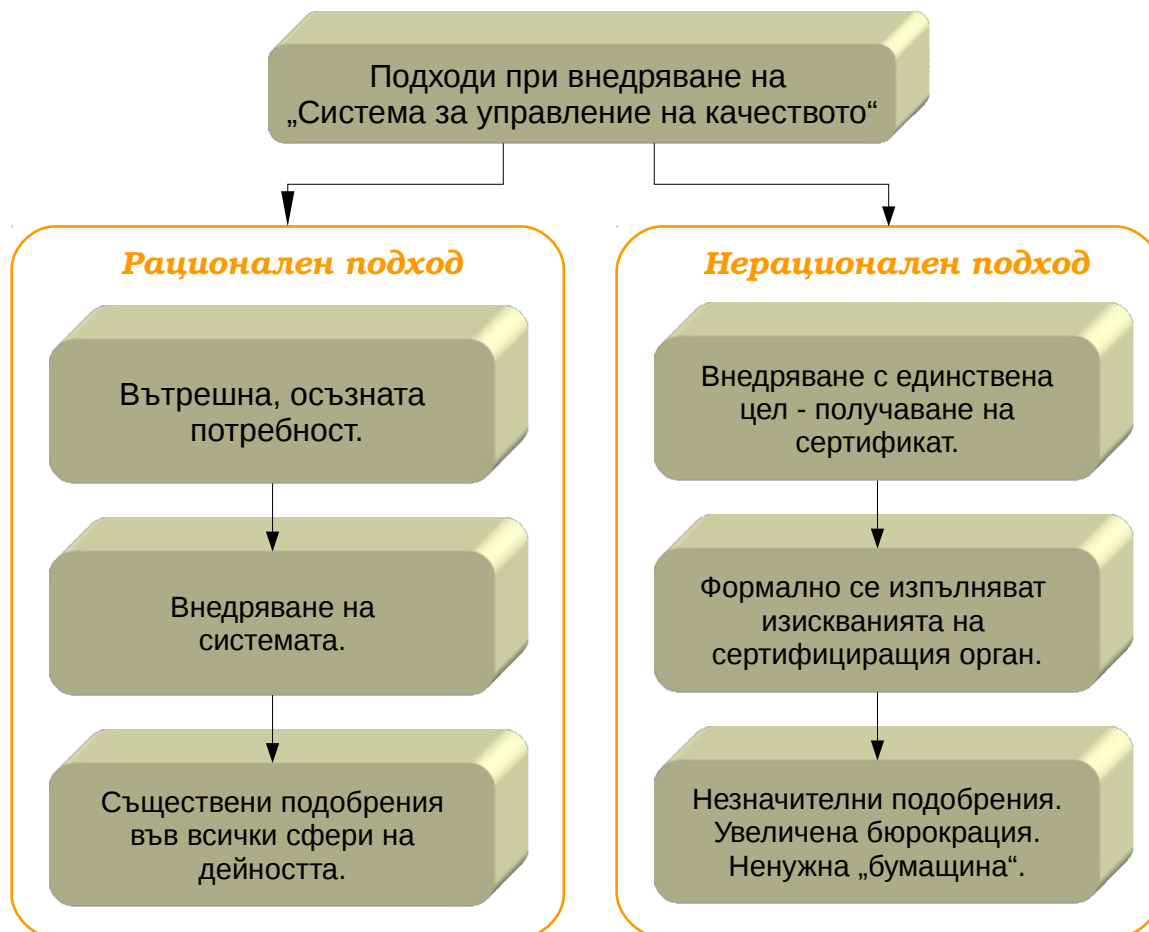 Подходи при внедряване на
„Система за управление на качеството“
Рационален подход
Вътрешна, осъзната
потребност.
Внедряване на
системата.
Съществени подобрения
във всички сфери на
дейността.
Нерационален подход
Внедряване с единствена
цел - получаване на
сертификат.
Формално се изпълняват
изискванията на
сертифициращия орган.
Незначителни подобрения.
Увеличена бюрокрация.
Ненужна „бумащина“.